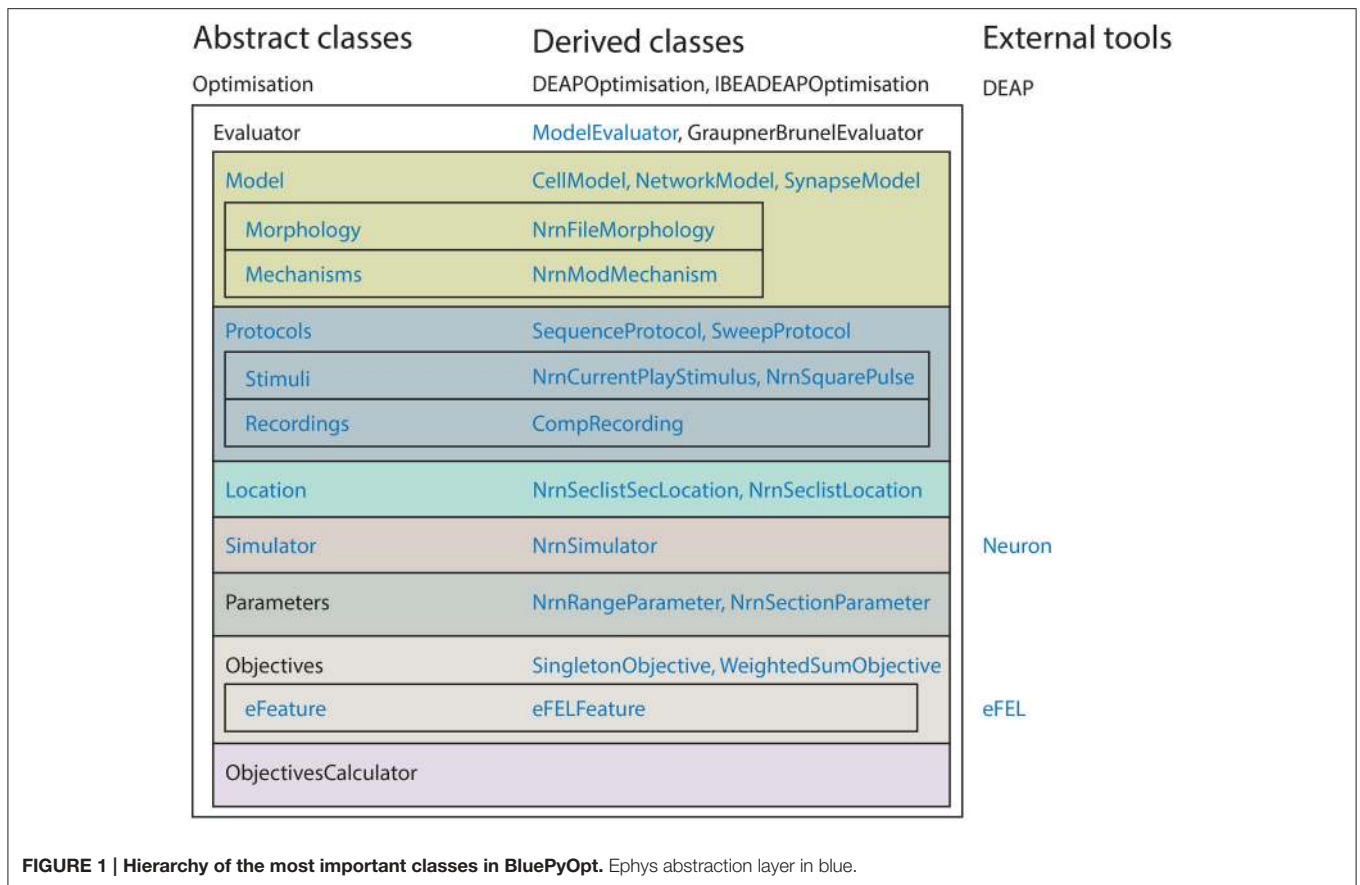 Abstract classes Derived classes External tools
Optimisation DEAPOptimisation, IBEADEAPOptimisation DEAP
Evaluator ModelEvaluator, GraupnerBrunelEvaluator
Model CellModel, NetworkModel, SynapseModel
Morphology NrnFileMorphology
Mechanisms NrnModMechanism
Protocols SequenceProtocol, SweepProtocol
Stimuli NrnCurrentPlayStimulus, NrnSquarePulse
Recordings CompRecording
Location NrnSeclistSecLocation, NrnSeclistLocation
Simulator NrnSimulator Neuron
Parameters NrnRangeParameter, NrnSectionParameter
Objectives SingletonObjective, WeightedSumObjective
eFeature eFELFeature eFEL
ObjectivesCalculator
FIGURE 1 | Hierarchy of the most important classes in BluePyOpt. Ephys abstraction layer in blue.